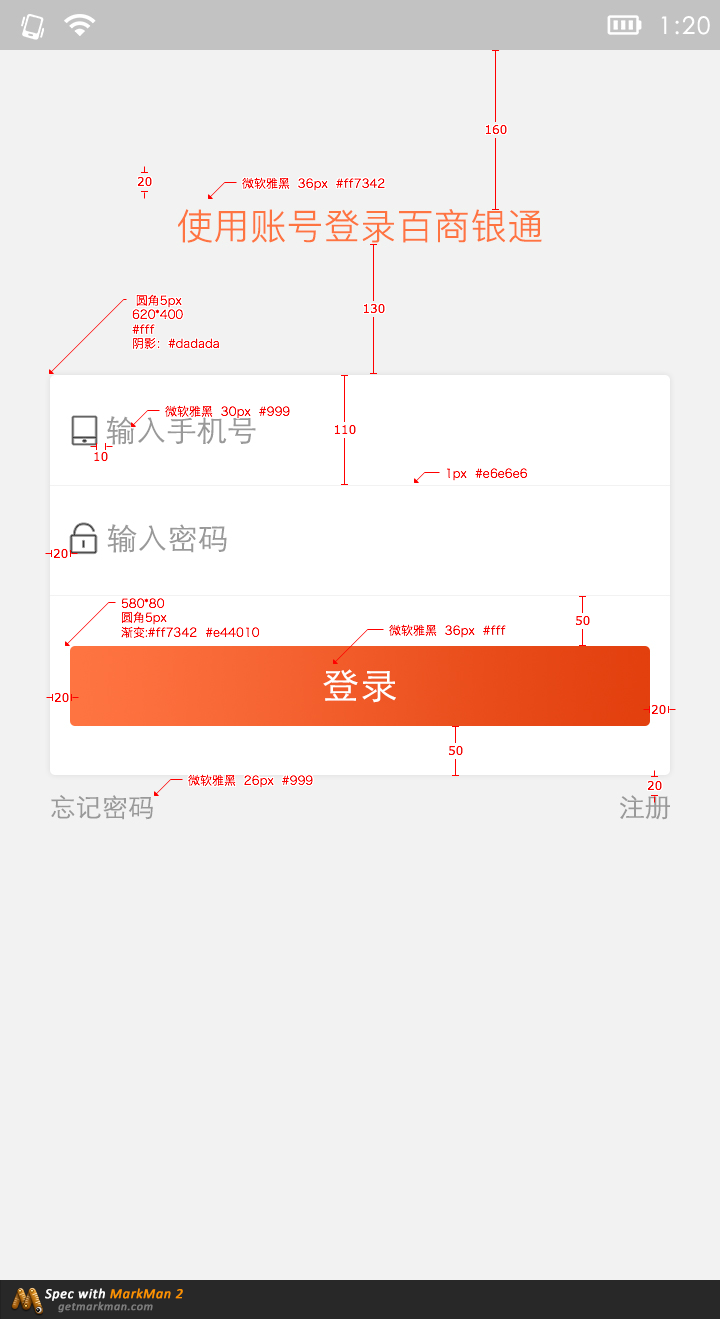 1:20
160
20
微软雅黑 36px #ff7342
使用账号登录百商银通
130
圆角5px
620*400
#fff
阴影：#dadada
微软雅黑 30px #999
输入手机号
110
10
1px #e6e6e6
输入密码
20
580*80
圆角5px
渐变:#ff7342 #e44010
50
微软雅黑 36px #fff
登录
20
20
50
微软雅黑 26px #999
20
忘记密码
注册
Spec with MarkMan 2
getmarkman.com